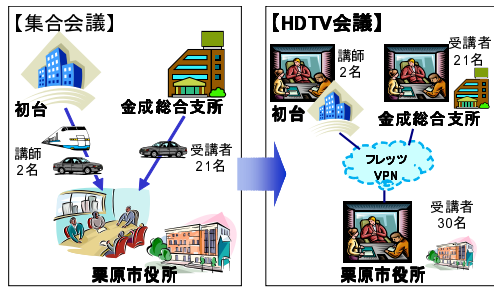 【集合会議】
初台
金成総合支所
講師
2名
受講者
21名
栗原市役所
【HDTV会議】
講師
2名
受講者
21名
初台
金成総合支所
フレッツ
VPN
受講者
30名
栗原市役所